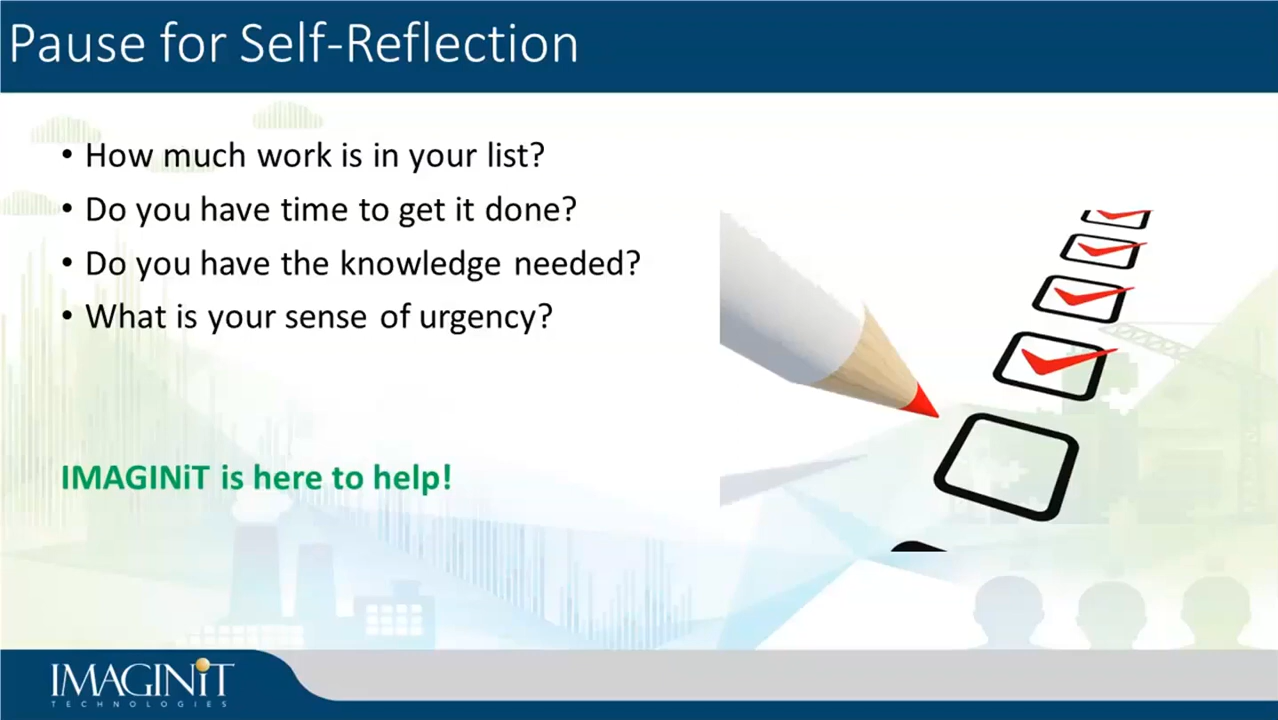 Pause for Self-Reflection
• How much work is in your list?
• Do you have time to get it done?
• Do you have the knowledge needed?
• What is your sense of urgency?
IMAGINiT is here to help!
IMAGINiT
TECHNOLOGIES